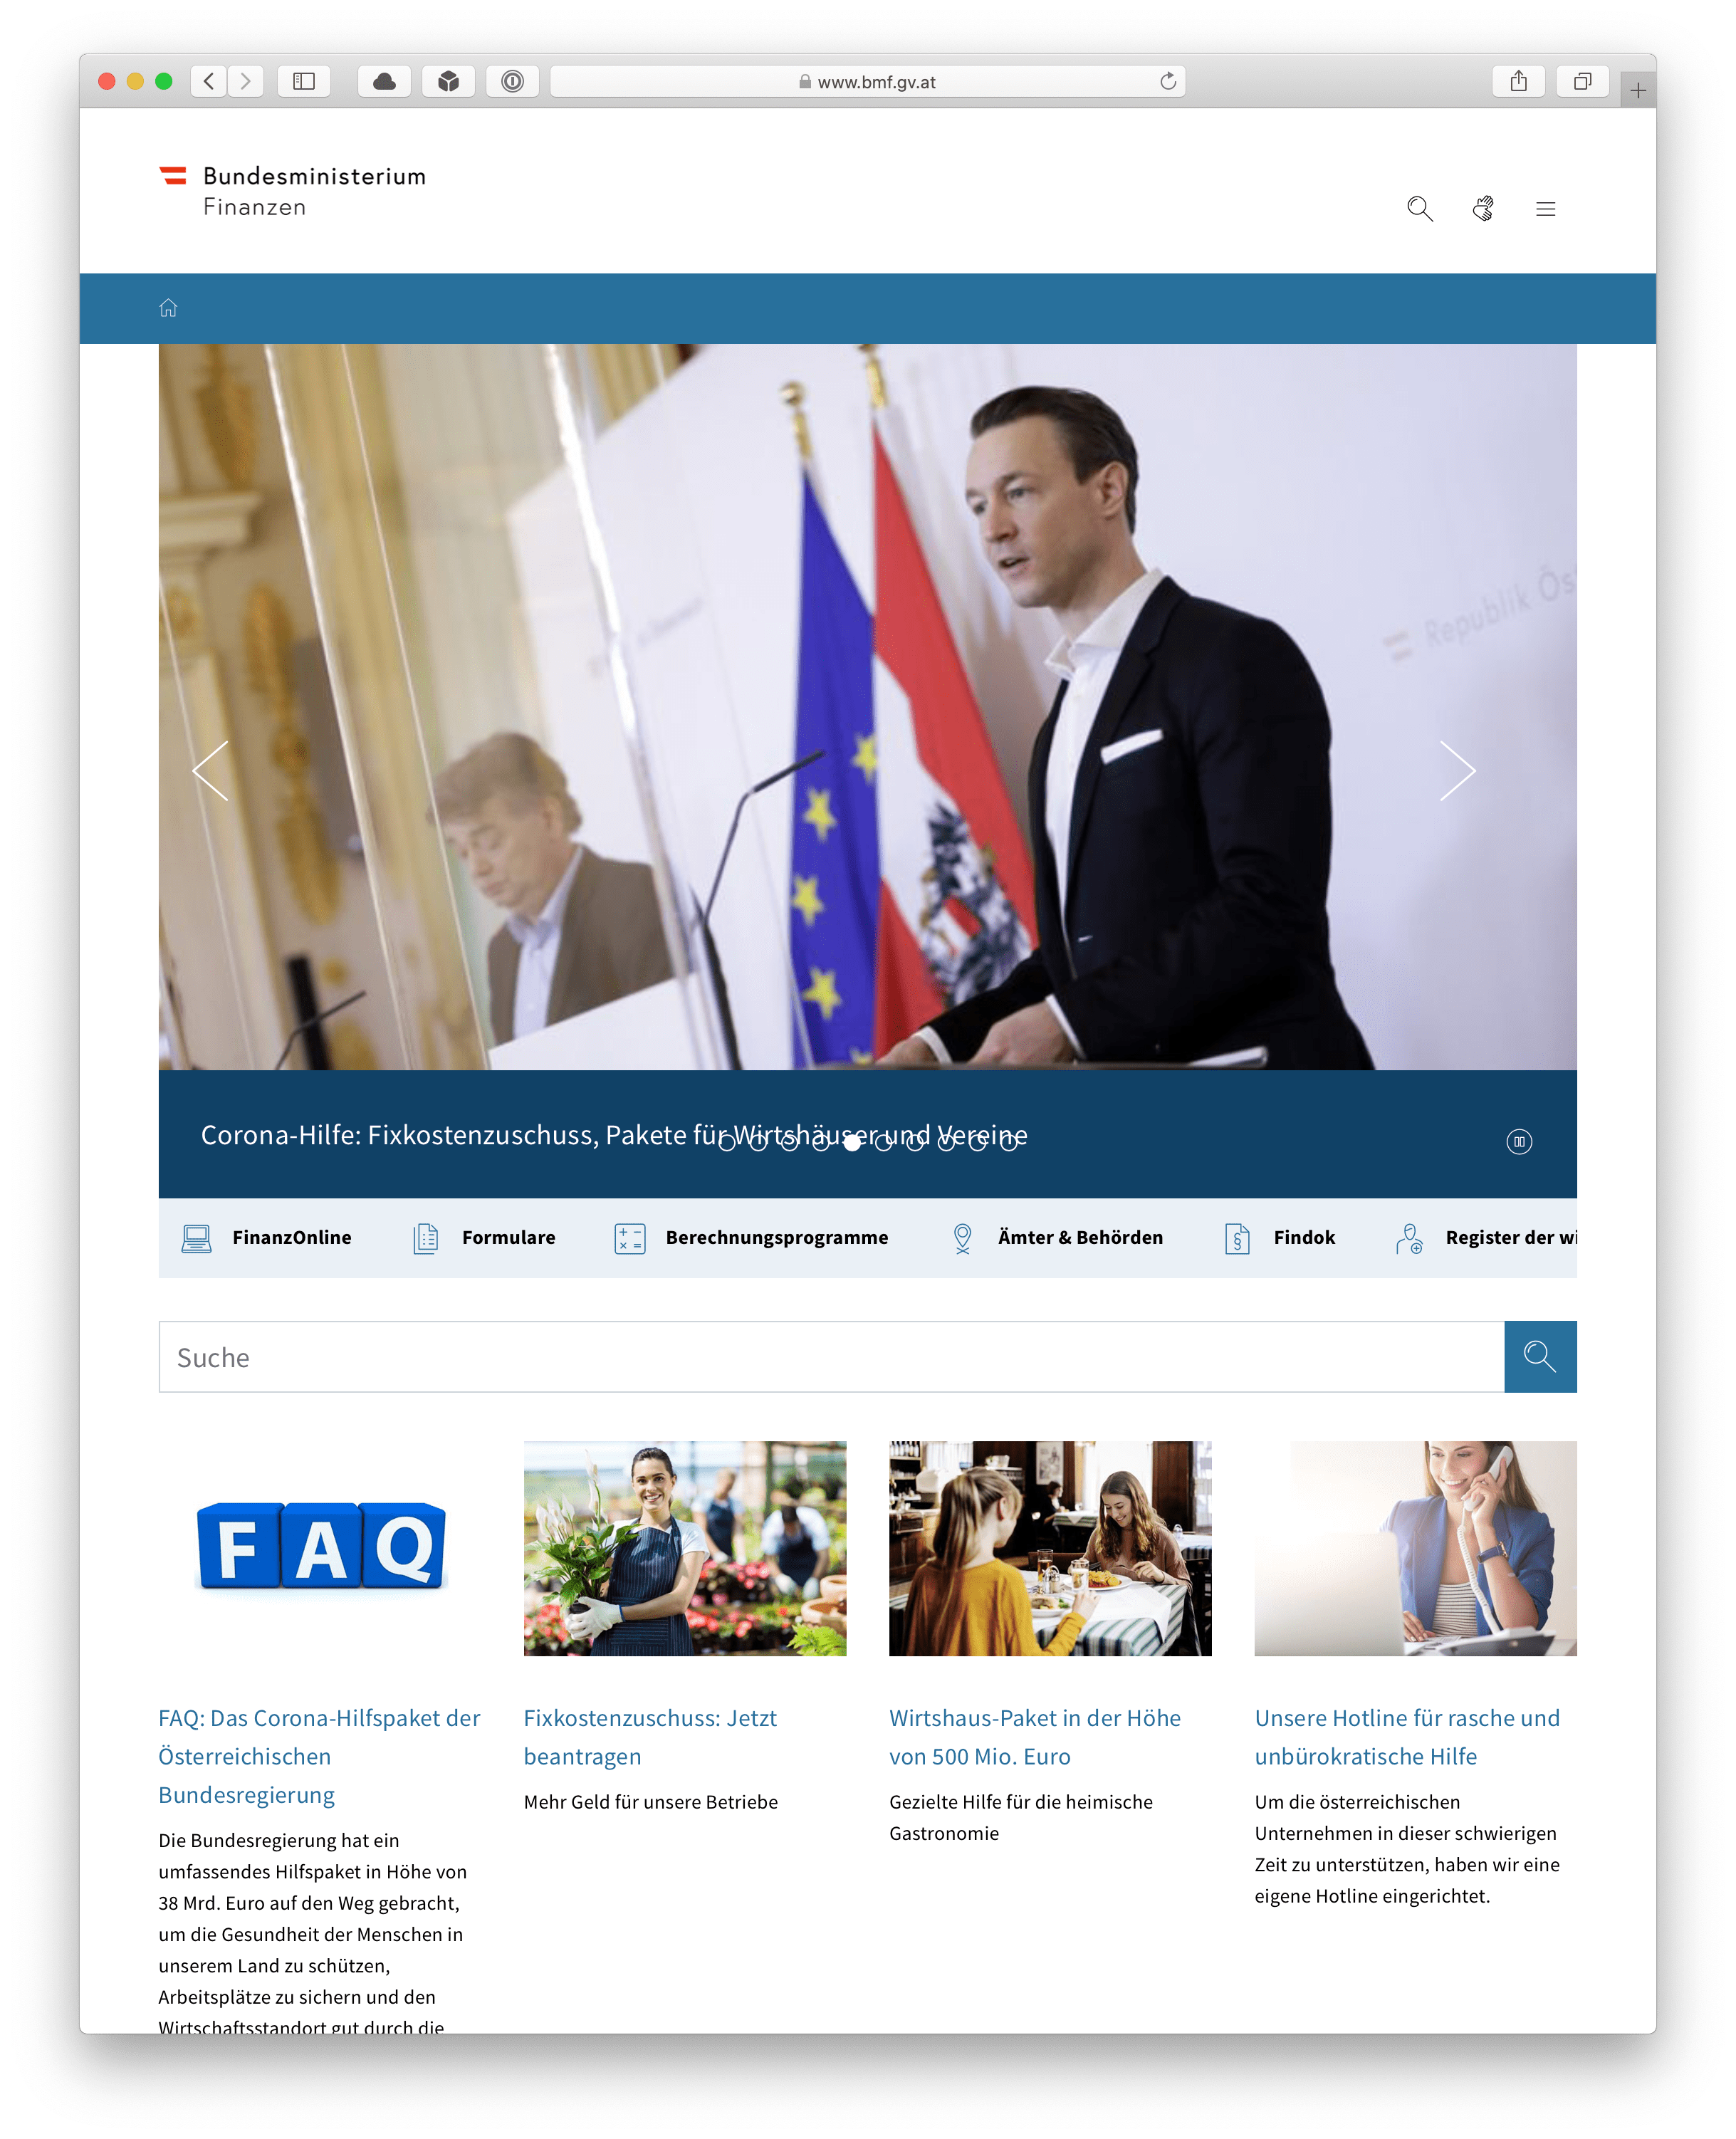 www.bmf.gv.at
Bundesministerium
Finanzen
Republik Ös
Corona-Hilfe: Fixkostenzuschuss, Pakete für Wirtshäuser und Vereine
FinanzOnline Formulare Berechnungsprogramme Ämter & Behörden Findok Register der wi
Suche
FAQ
FAQ: Das Corona-Hilfspaket der
Österreichischen
Bundesregierung
Die Bundesregierung hat ein
umfassendes Hilfspaket in Höhe von
38 Mrd. Euro auf den Weg gebracht,
um die Gesundheit der Menschen in
unserem Land zu schützen,
Arbeitsplätze zu sichern und den
Wirtschaftsstandort gut durch die
Fixkostenzuschuss: Jetzt
beantragen
Mehr Geld für unsere Betriebe
Wirtshaus-Paket in der Höhe
von 500 Mio. Euro
Gezielte Hilfe für die heimische
Gastronomie
Unsere Hotline für rasche und
unbürokratische Hilfe
Um die österreichischen
Unternehmen in dieser schwierigen
Zeit zu unterstützen, haben wir eine
eigene Hotline eingerichtet.